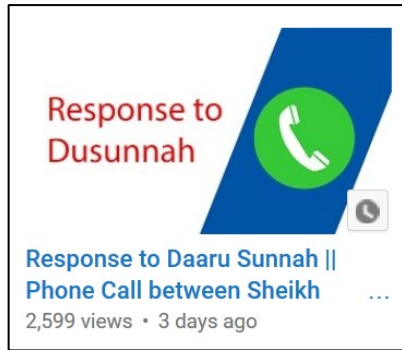 Response to
Dusunnah
Response to Daaru Sunnah ||
Phone Call between Sheikh ...
2,599 views • 3 days ago